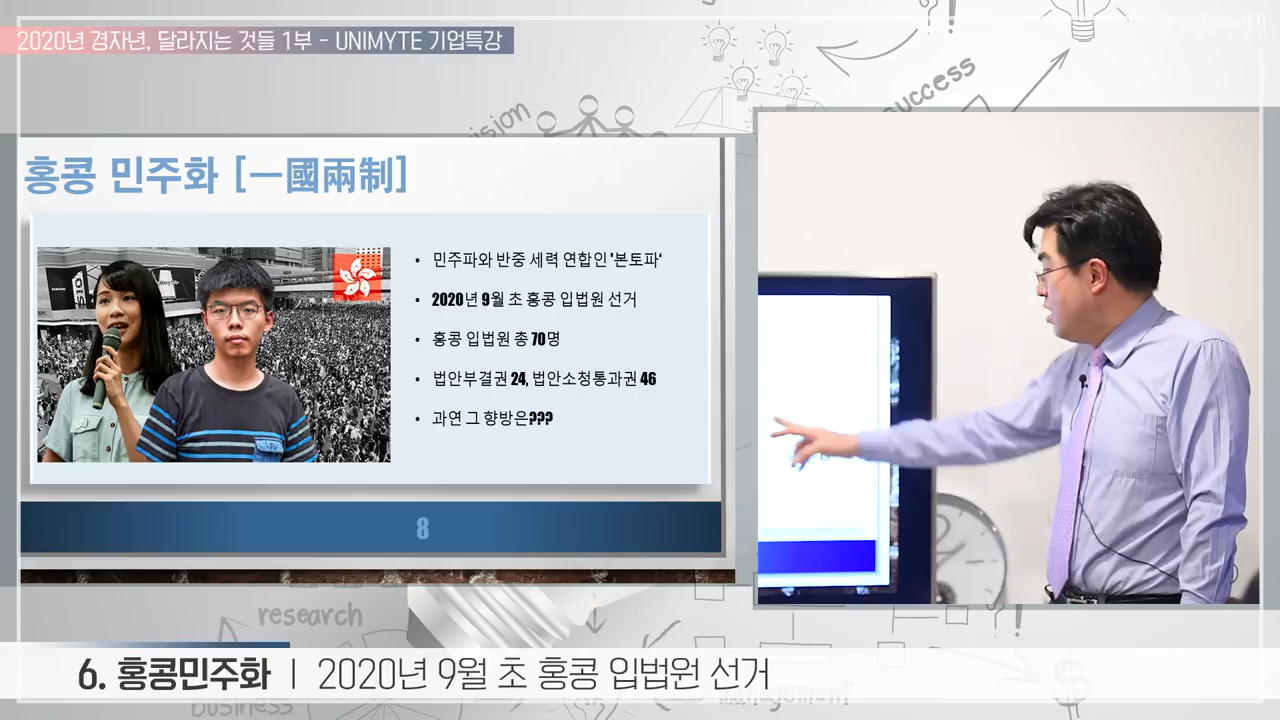 2020년 경자년, 달라지는 것들 1부 - UNIMYTE 기업특강
success
홍콩 민주화 [一國兩制]
• 민주파와 반중 세력 연합인 '본토파'
• 2020년 9월 초 홍콩 입법원 선거
• 홍콩 입법원 총 70명
• 법안부결권 24, 법안소청통과권 46
• 과연 그 향방은???
8
research
6. 홍콩민주화 | 2020년 9월 초 홍콩 입법원 선거
business
management